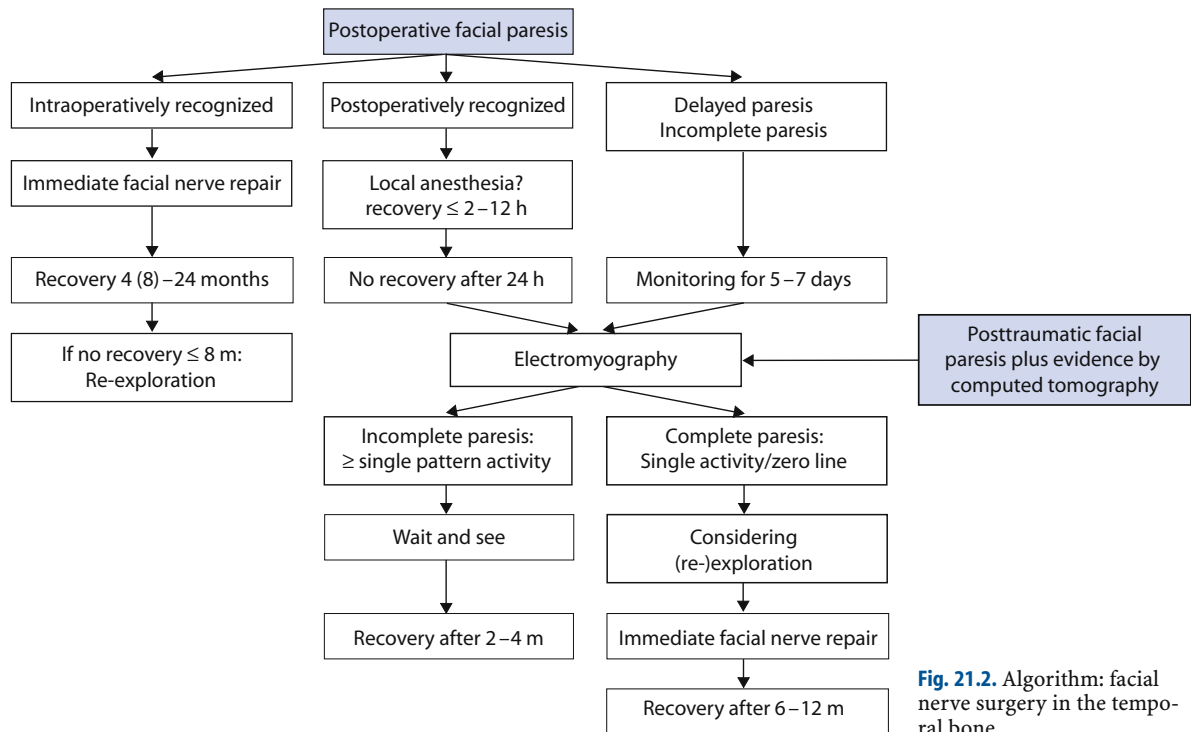 Postoperative facial paresis
Intraoperatively recognized
Postoperatively recognized
Delayed paresis
Incomplete paresis
Immediate facial nerve repair
Local anesthesia?
recovery ≤ 2–12 h
Recovery 4 (8)–24 months
No recovery after 24 h
Monitoring for 5–7 days
If no recovery ≤ 8 m:
Re-exploration
Electromyography
Posttraumatic facial
paresis plus evidence by
computed tomography
Incomplete paresis:
≥ single pattern activity
Complete paresis:
Single activity/zero line
Wait and see
Considering
(re-)exploration
Recovery after 2–4 m
Immediate facial nerve repair
Recovery after 6–12 m
Fig. 21.2. Algorithm: facial
nerve surgery in the tempo-
ral bone